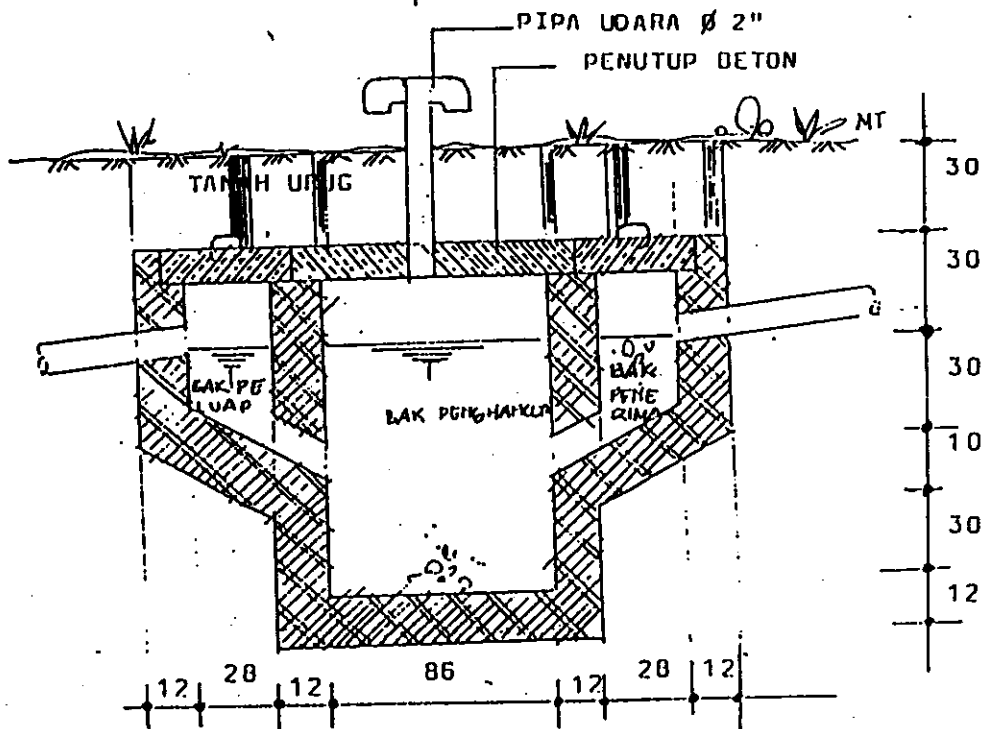 PIPA UDARA Ø 2"
PENUTUP BETON
MT
TANAH URUG
30
30
30
10
30
12
BAK PE
LUAP
BAK PENGHANCUR
BAK
PENE
RIMA
12 28 12 86 12 28 12